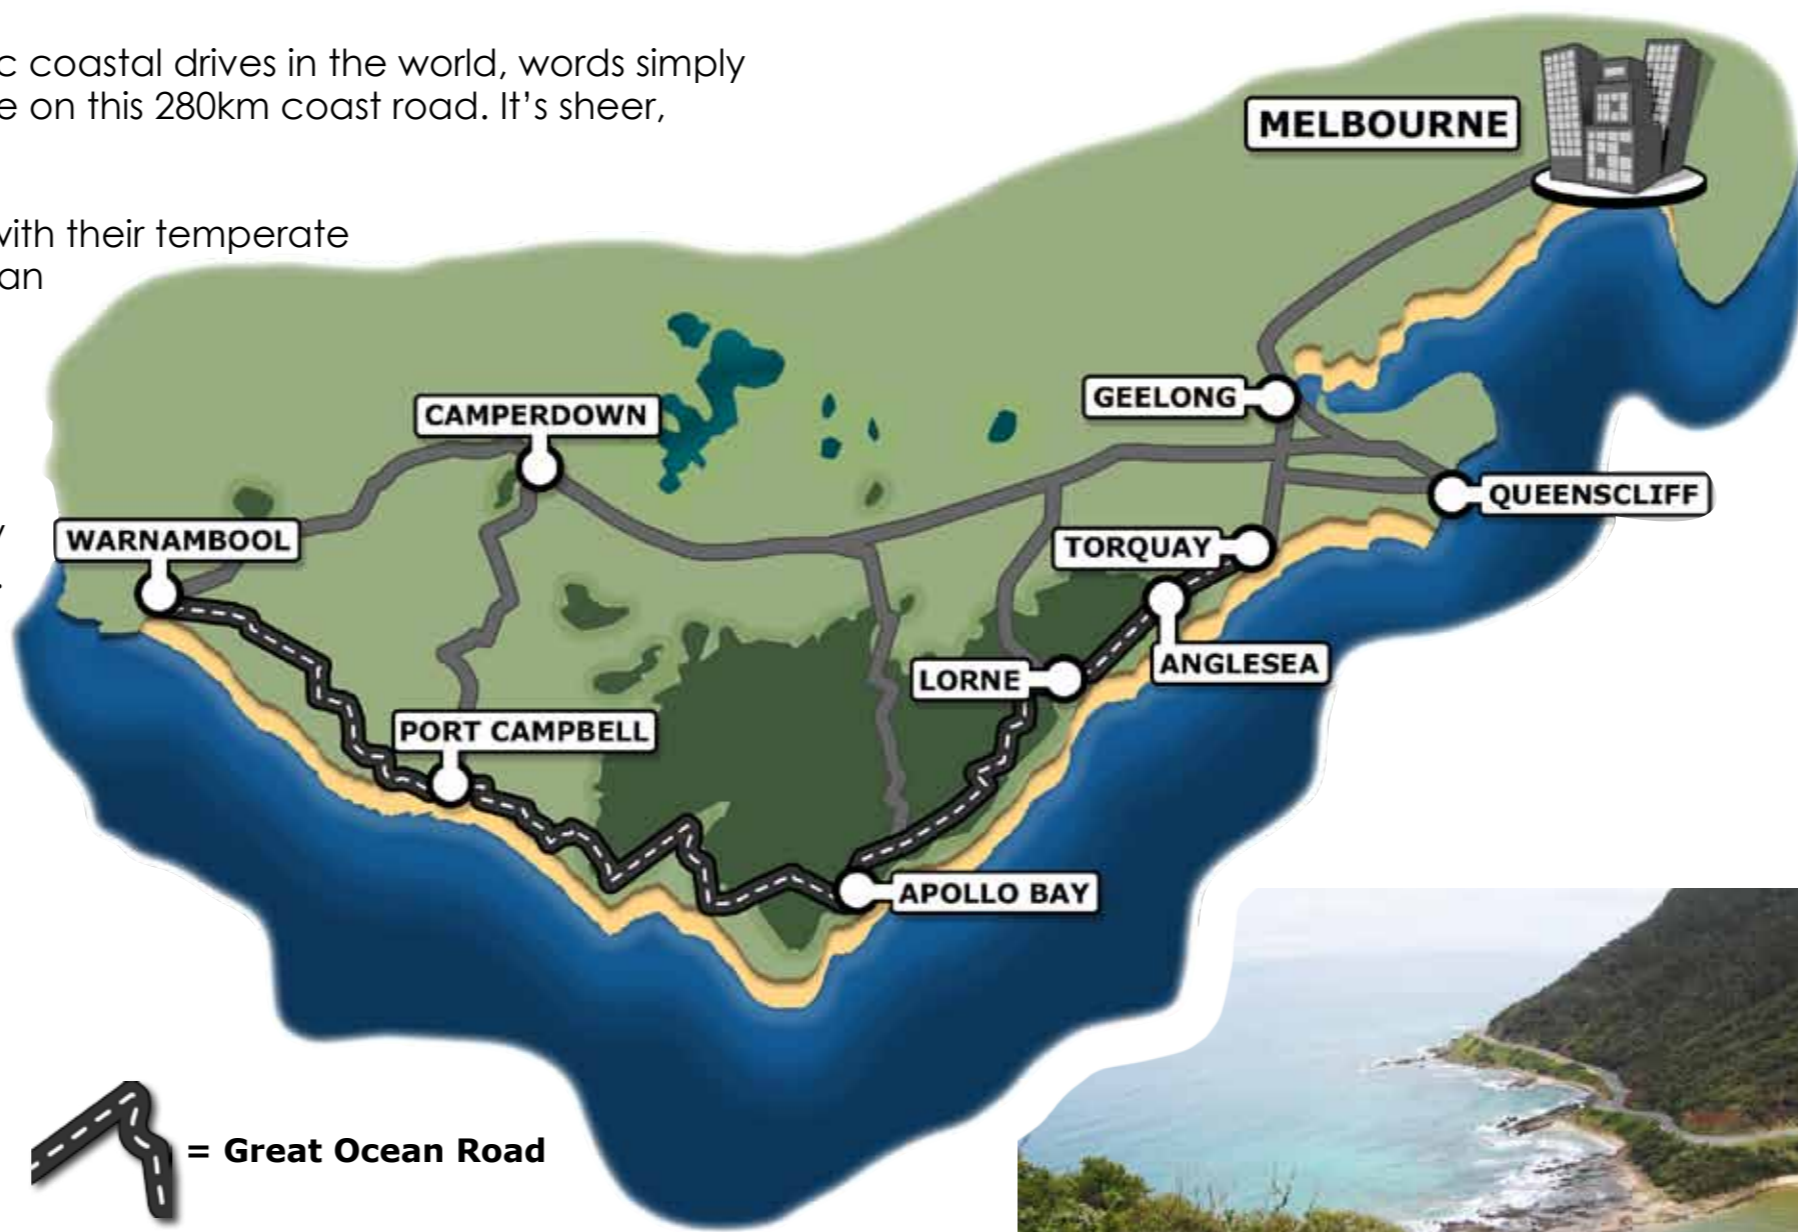 c coastal drives in the world, words simply
e on this 280km coast road. It's sheer,
with their temperate
an
MELBOURNE
GEELONG
CAMPERDOWN
QUEENSCLIFF
WARNAMBOOL
TORQUAY
ANGLESEA
LORNE
PORT CAMPBELL
APOLLO BAY
= Great Ocean Road